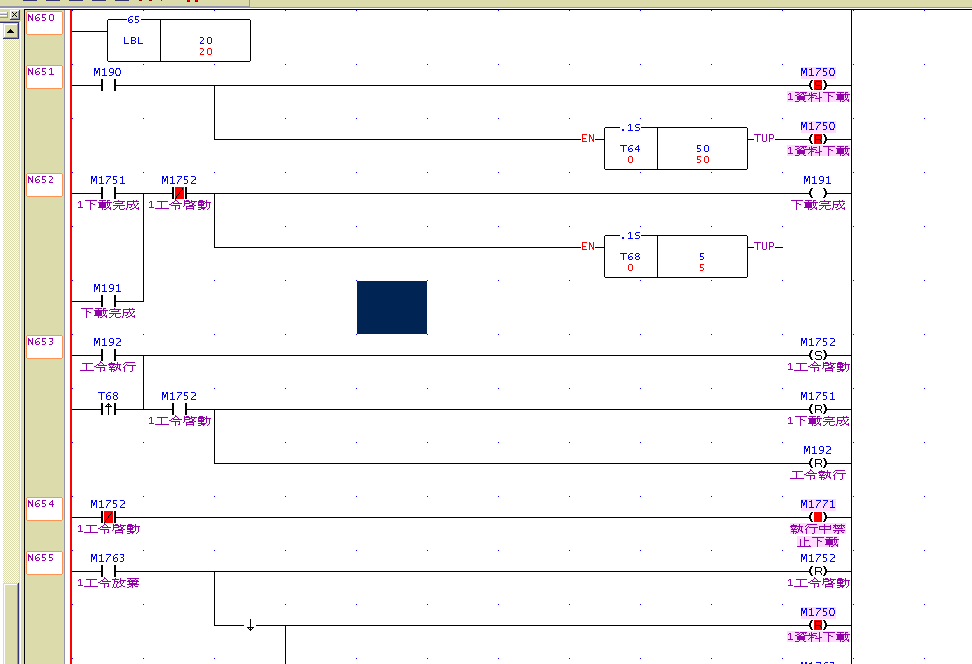 N650
65
LBL 20
20
N651
M190 M1750
1資料下載
.1S M1750
EN T64 50 TUP
0 50 1資料下載
N652
M1751 M1752 M191
1下載完成 1工令啓動 下載完成
.1S
EN T68 5 TUP
0 5
M191
下載完成
N653
M192 M1752
(S)
工令執行 1工令啓動
T68 M1752 M1751
(R)
1工令啓動 1下載完成
M192
(R)
工令執行
N654
M1752 M1771
1工令啓動 執行中禁
止下載
N655
M1763 M1752
(R)
1工令放棄 1工令啓動
M1750
1資料下載